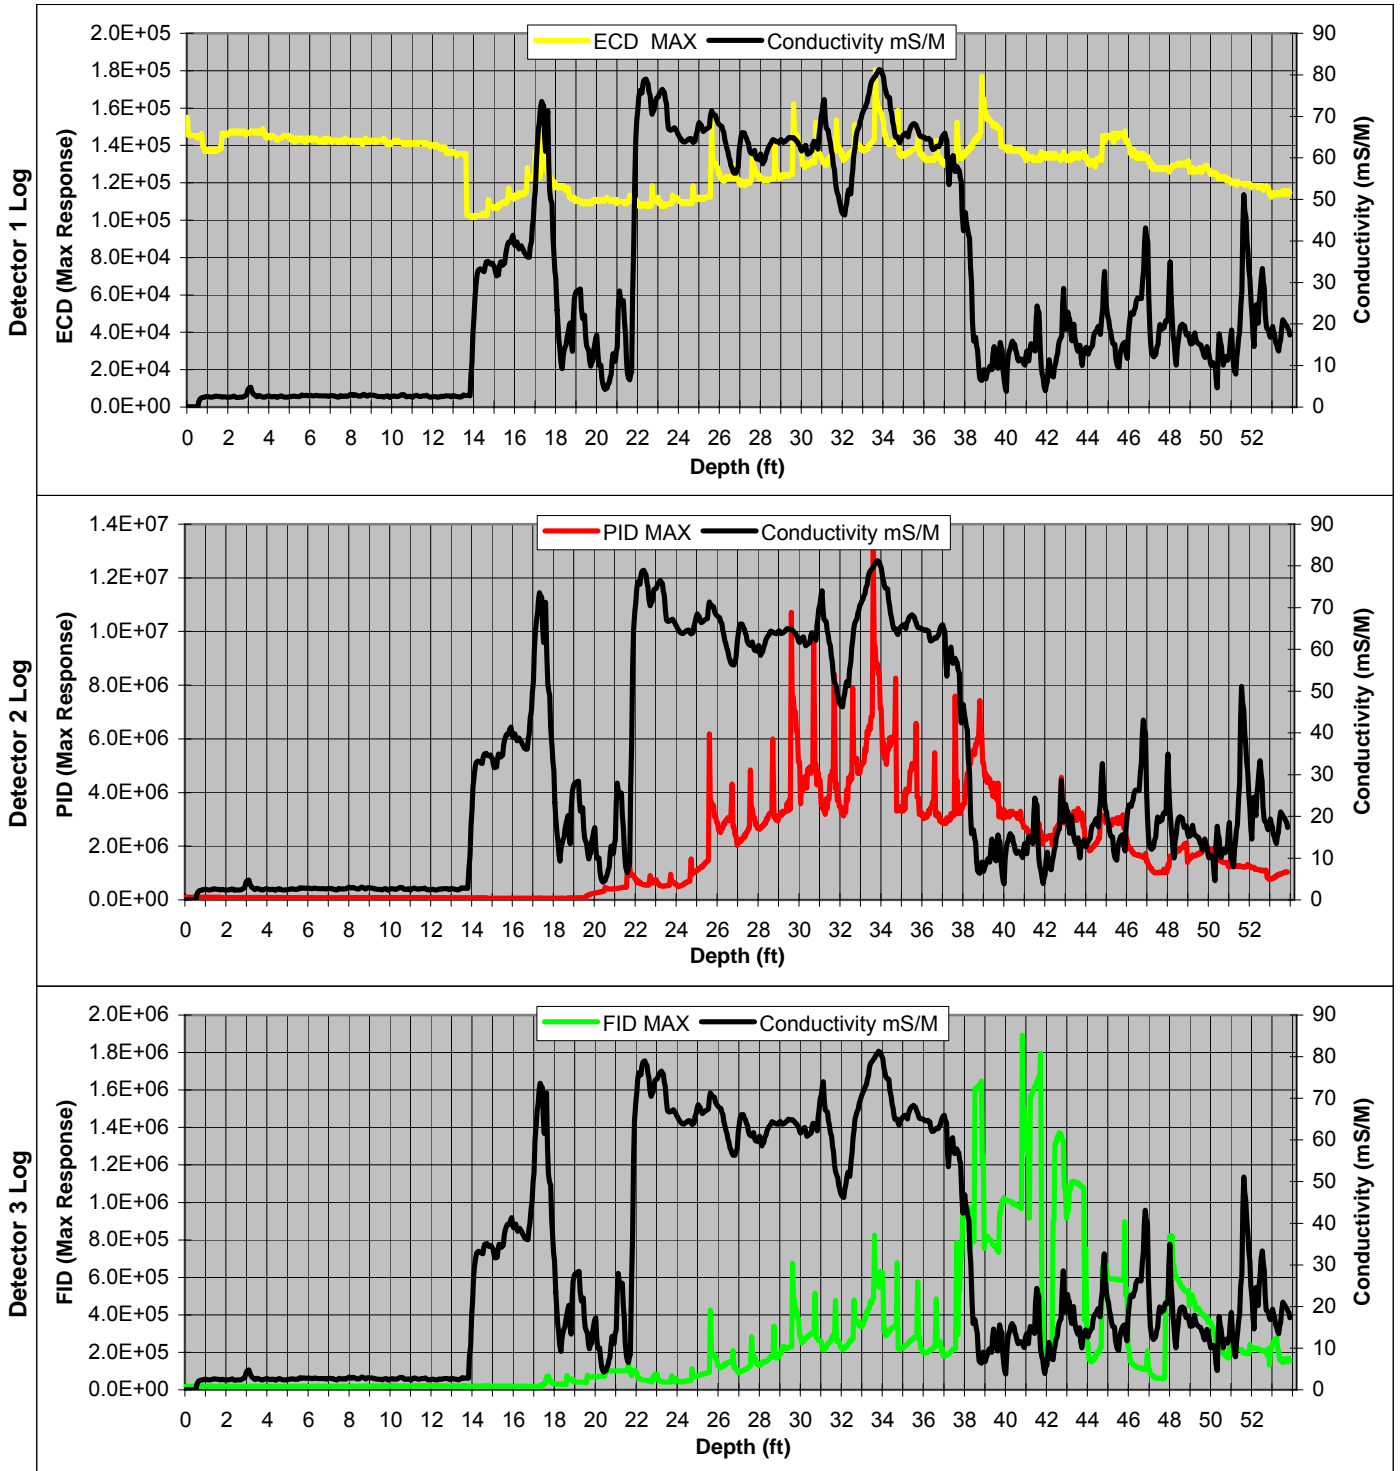 Detector 1 Log
ECD (Max Response)
ECD MAX
Conductivity mS/M
2.0E+05
1.8E+05
1.6E+05
1.4E+05
1.2E+05
1.0E+05
8.0E+04
6.0E+04
4.0E+04
2.0E+04
0.0E+00
90
80
70
60
50
40
30
20
10
0
Conductivity (mS/M)
0 2 4 6 8 10 12 14 16 18 20 22 24 26 28 30 32 34 36 38 40 42 44 46 48 50 52
Depth (ft)
Detector 2 Log
PID (Max Response)
PID MAX
Conductivity mS/M
1.4E+07
1.2E+07
1.0E+07
8.0E+06
6.0E+06
4.0E+06
2.0E+06
0.0E+00
90
80
70
60
50
40
30
20
10
0
Conductivity (mS/M)
0 2 4 6 8 10 12 14 16 18 20 22 24 26 28 30 32 34 36 38 40 42 44 46 48 50 52
Depth (ft)
Detector 3 Log
FID (Max Response)
FID MAX
Conductivity mS/M
2.0E+06
1.8E+06
1.6E+06
1.4E+06
1.2E+06
1.0E+06
8.0E+05
6.0E+05
4.0E+05
2.0E+05
0.0E+00
90
80
70
60
50
40
30
20
10
0
Conductivity (mS/M)
0 2 4 6 8 10 12 14 16 18 20 22 24 26 28 30 32 34 36 38 40 42 44 46 48 50 52
Depth (ft)